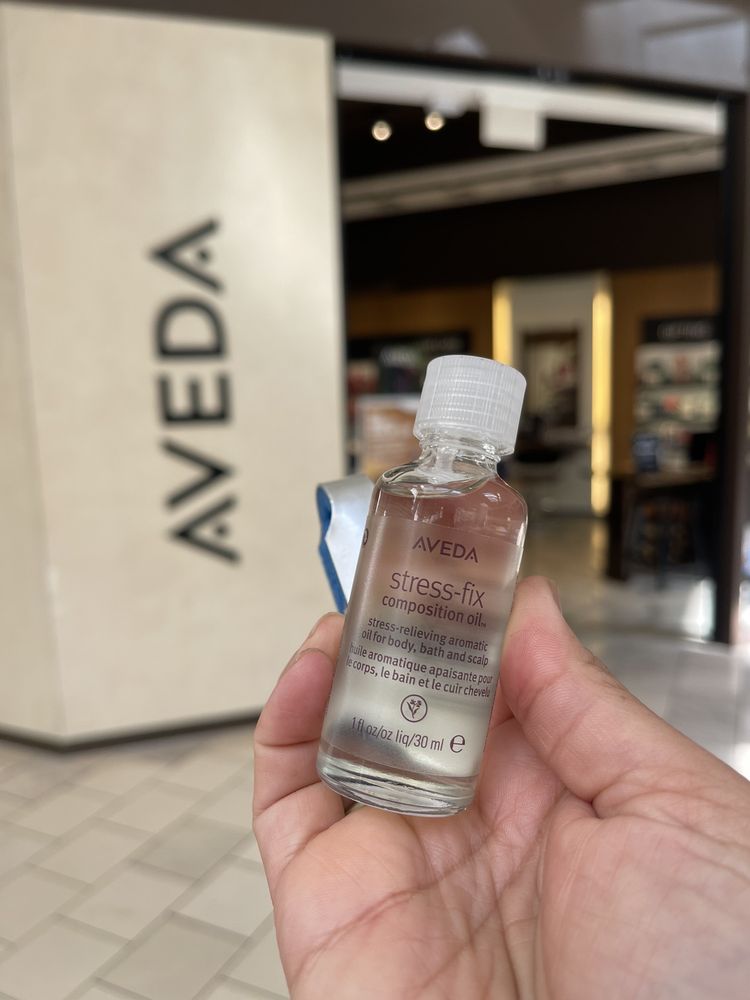 AVEDA
AVEDA
stress-fix
composition oil™
stress-relieving aromatic
oil for body, bath and scalp
huile aromatique apaisante pour
le corps, le bain et le cuir chevelu
1 fl oz/oz liq/30 ml e